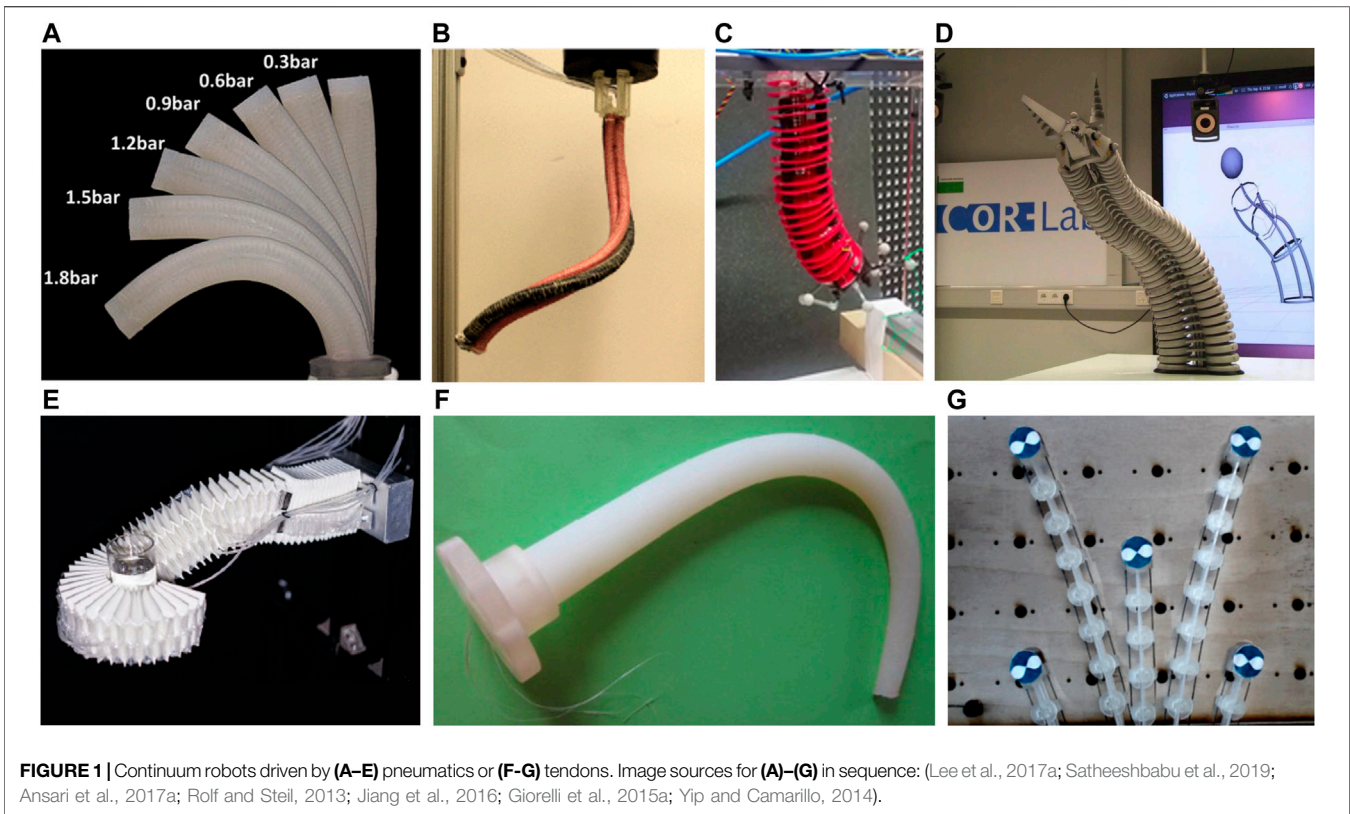 A
B
C
D
0.3bar
0.6bar
0.9bar
1.2bar
1.5bar
1.8bar
COR-Lab
E
F
G
FIGURE 1 | Continuum robots driven by (A–E) pneumatics or (F-G) tendons. Image sources for (A)–(G) in sequence: (Lee et al., 2017a; Satheeshbabu et al., 2019;
Ansari et al., 2017a; Rolf and Steil, 2013; Jiang et al., 2016; Giorelli et al., 2015a; Yip and Camarillo, 2014).